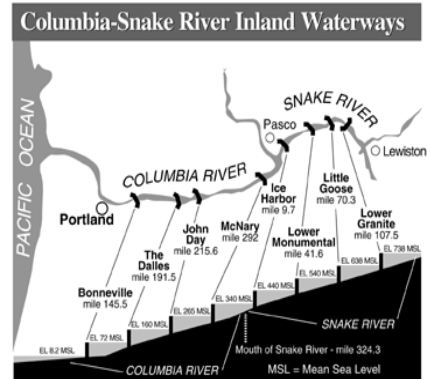 Columbia-Snake River Inland Waterways
PACIFIC OCEAN
SNAKE RIVER
Pasco
Lewiston
COLUMBIA RIVER
Portland
Bonneville
mile 145.5
The
Dalles
mile 191.5
John
Day
mile 215.6
McNary
mile 292
Ice
Harbor
mile 9.7
Lower
Monumental
mile 41.6
Little
Goose
mile 70.3
Lower
Granite
mile 107.5
EL 8.2 MSL
EL 72 MSL
EL 160 MSL
EL 265 MSL
EL 340 MSL
EL 440 MSL
EL 540 MSL
EL 638 MSL
EL 738 MSL
SNAKE RIVER
COLUMBIA RIVER
Mouth of Snake River - mile 324.3
MSL = Mean Sea Level